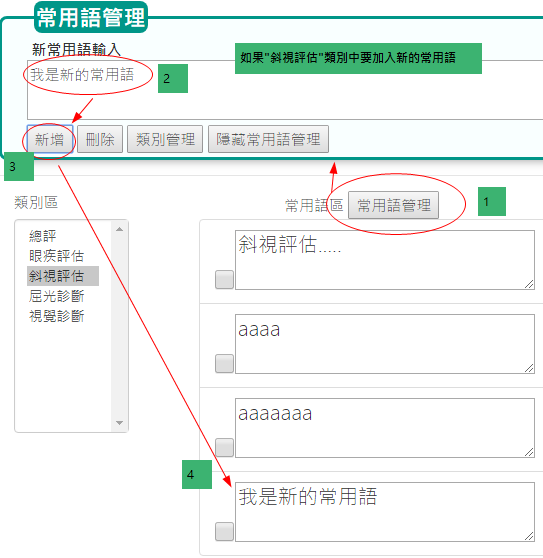 常用語管理
新常用語輸入
如果"斜視評估"類別中要加入新的常用語
我是新的常用語
2
新增 刪除 類別管理 隱藏常用語管理
3
類別區
常用語區 常用語管理
1
總評
眼疾評估
斜視評估
屈光診斷
視覺診斷
斜視評估.....
aaaa
aaaaaaa
4
我是新的常用語